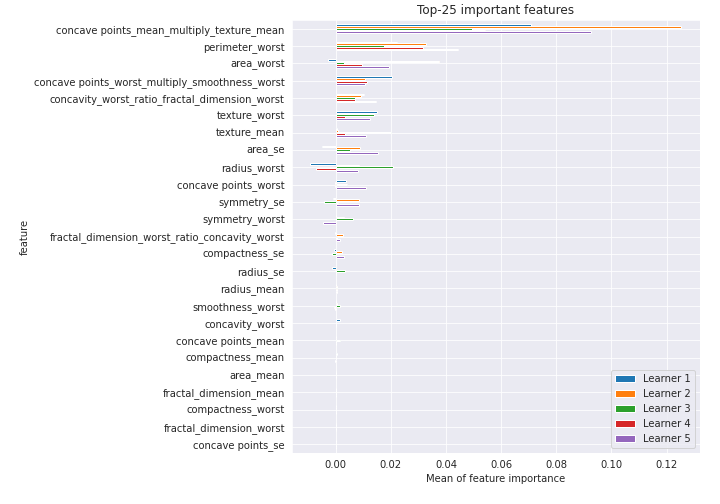 Top-25 important features
concave points_mean_multiply_texture_mean
perimeter_worst
area_worst
concave points_worst_multiply_smoothness_worst
concavity_worst_ratio_fractal_dimension_worst
texture_worst
texture_mean
area_se
radius_worst
concave points_worst
symmetry_se
symmetry_worst
fractal_dimension_worst_ratio_concavity_worst
compactness_se
radius_se
radius_mean
smoothness_worst
concavity_worst
concave points_mean
compactness_mean
area_mean
fractal_dimension_mean
compactness_worst
fractal_dimension_worst
concave points_se
feature
Learner 1
Learner 2
Learner 3
Learner 4
Learner 5
0.00 0.02 0.04 0.06 0.08 0.10 0.12
Mean of feature importance